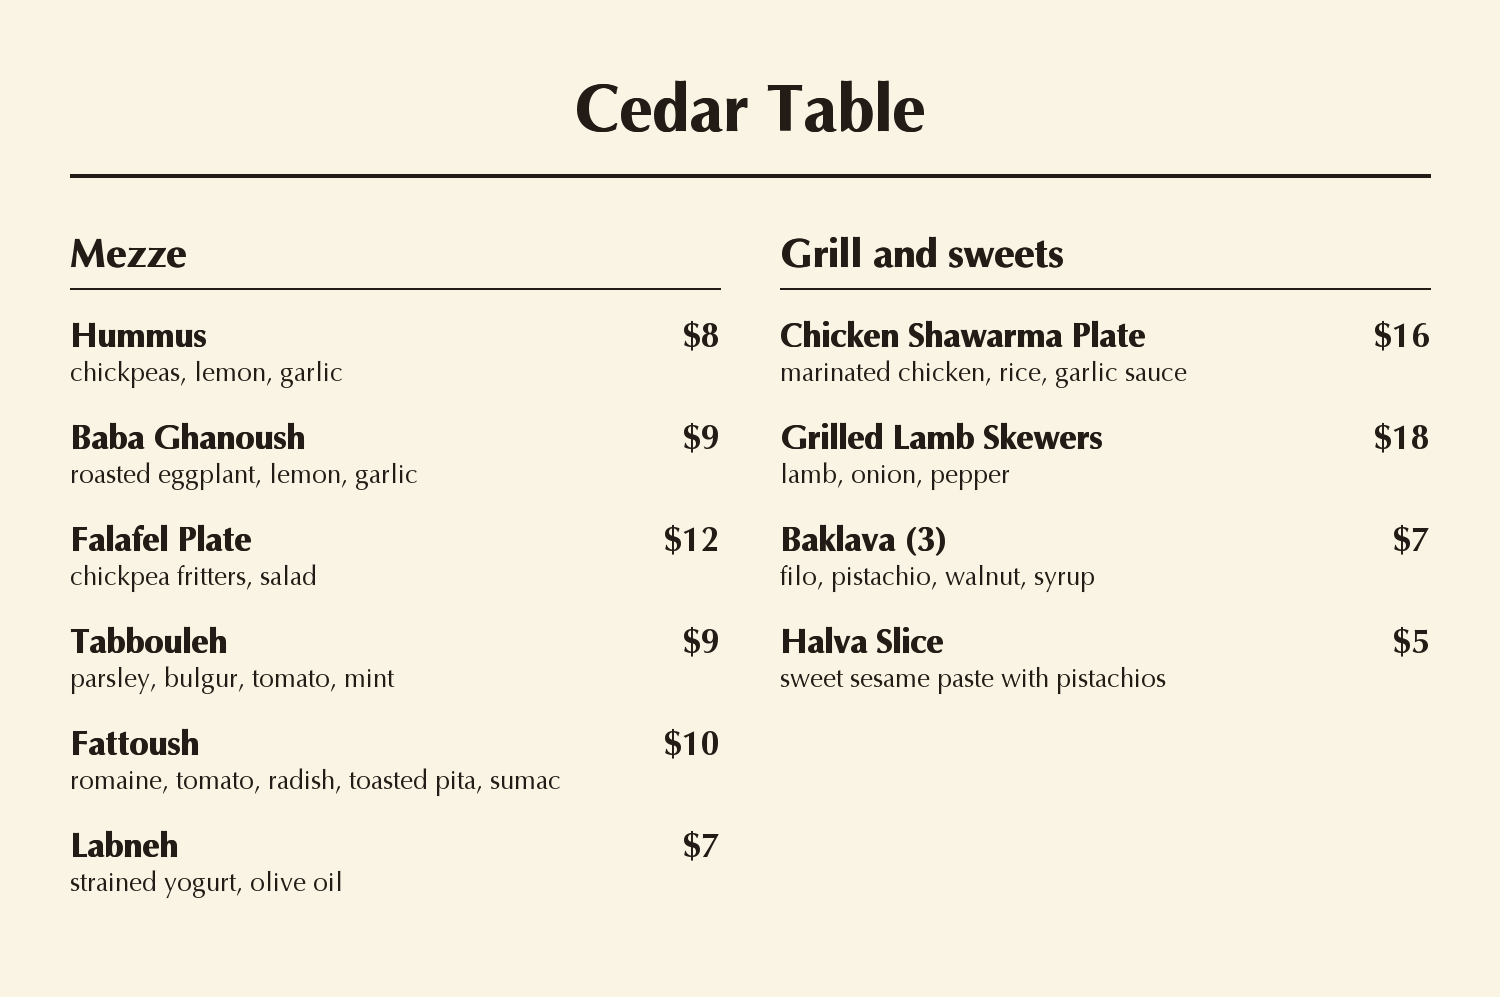 Cedar Table
Mezze
Hummus $8
chickpeas, lemon, garlic
Baba Ghanoush $9
roasted eggplant, lemon, garlic
Falafel Plate $12
chickpea fritters, salad
Tabbouleh $9
parsley, bulgur, tomato, mint
Fattoush $10
romaine, tomato, radish, toasted pita, sumac
Labneh $7
strained yogurt, olive oil
Grill and sweets
Chicken Shawarma Plate $16
marinated chicken, rice, garlic sauce
Grilled Lamb Skewers $18
lamb, onion, pepper
Baklava (3) $7
filo, pistachio, walnut, syrup
Halva Slice $5
sweet sesame paste with pistachios